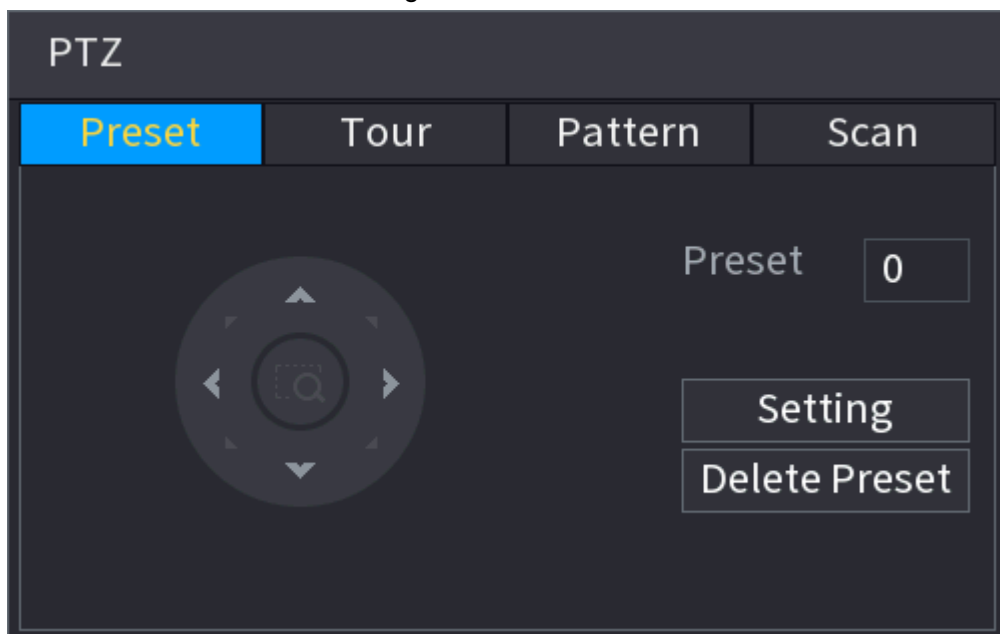 PTZ
Preset Tour Pattern Scan
Preset 0
Setting
Delete Preset